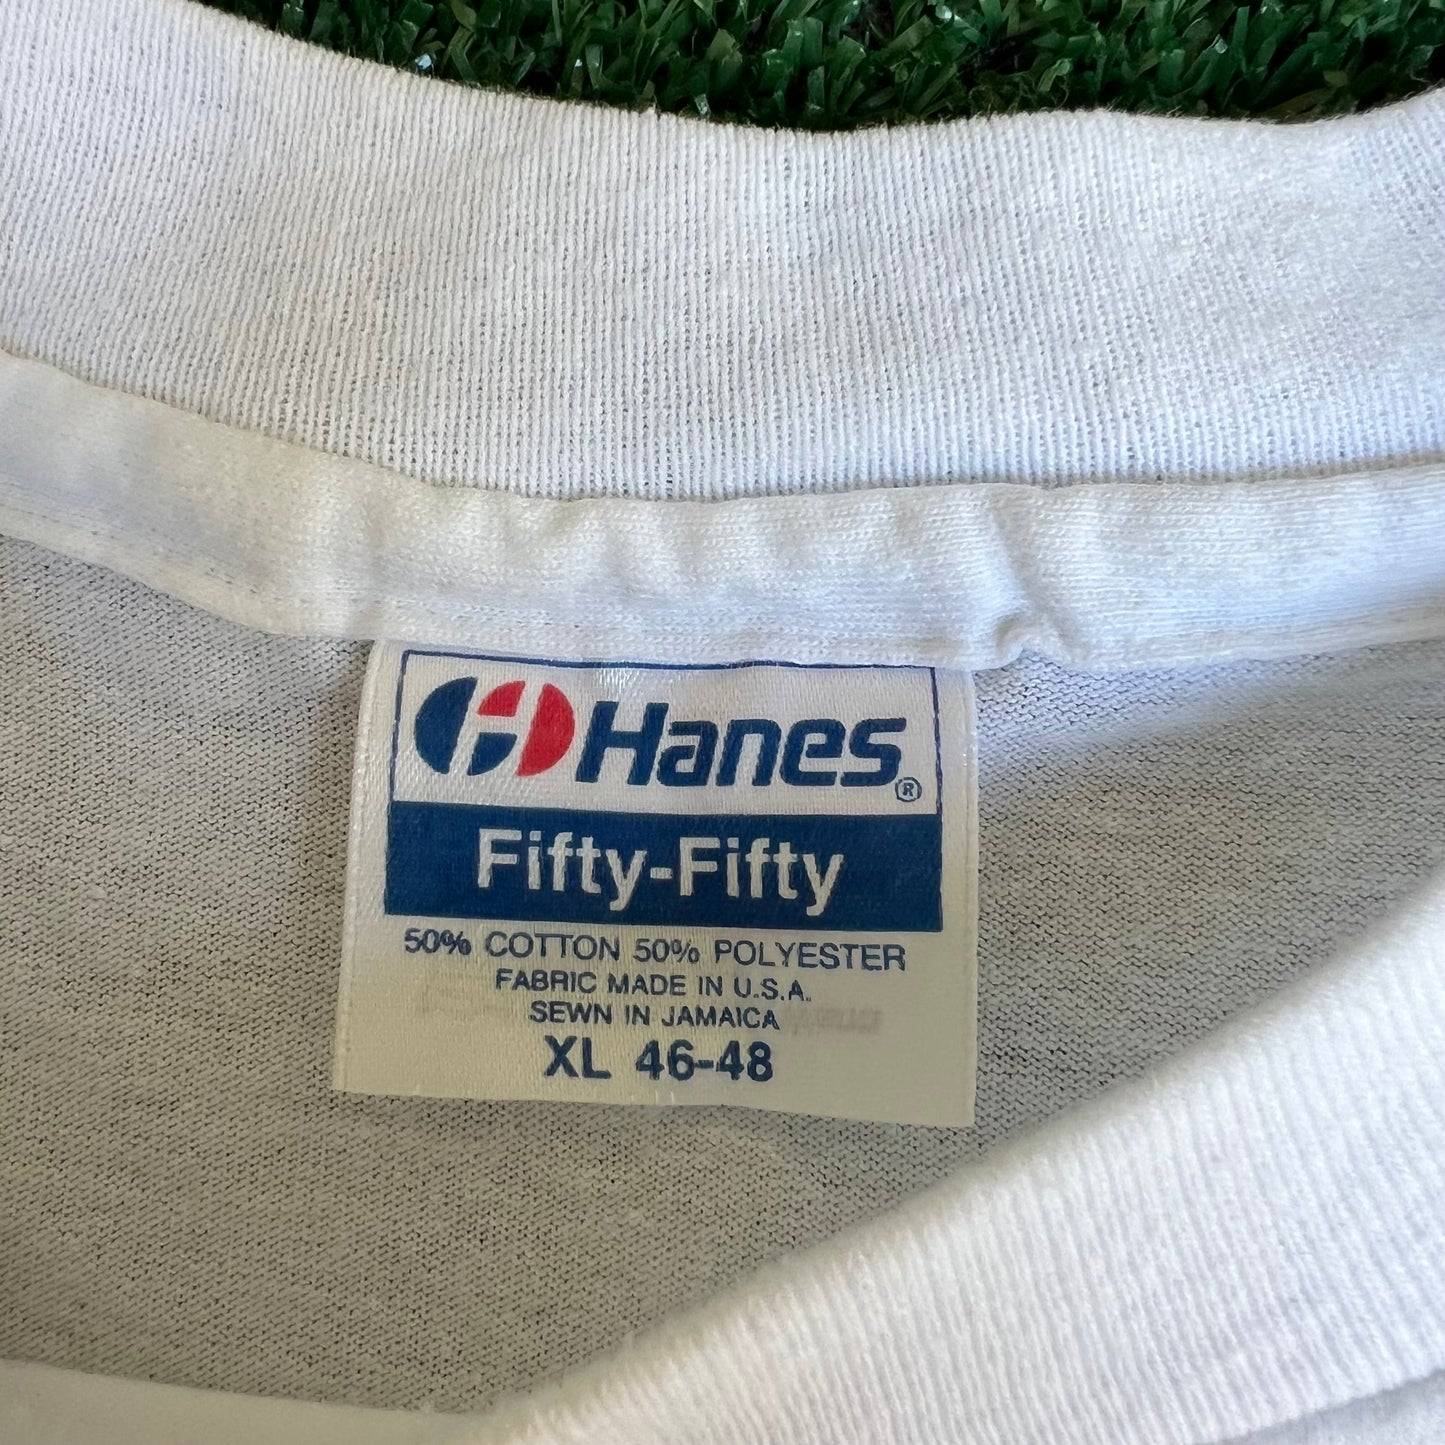 Hanes®
Fifty-Fifty
50% COTTON 50% POLYESTER
FABRIC MADE IN U.S.A.
SEWN IN JAMAICA
XL 46-48